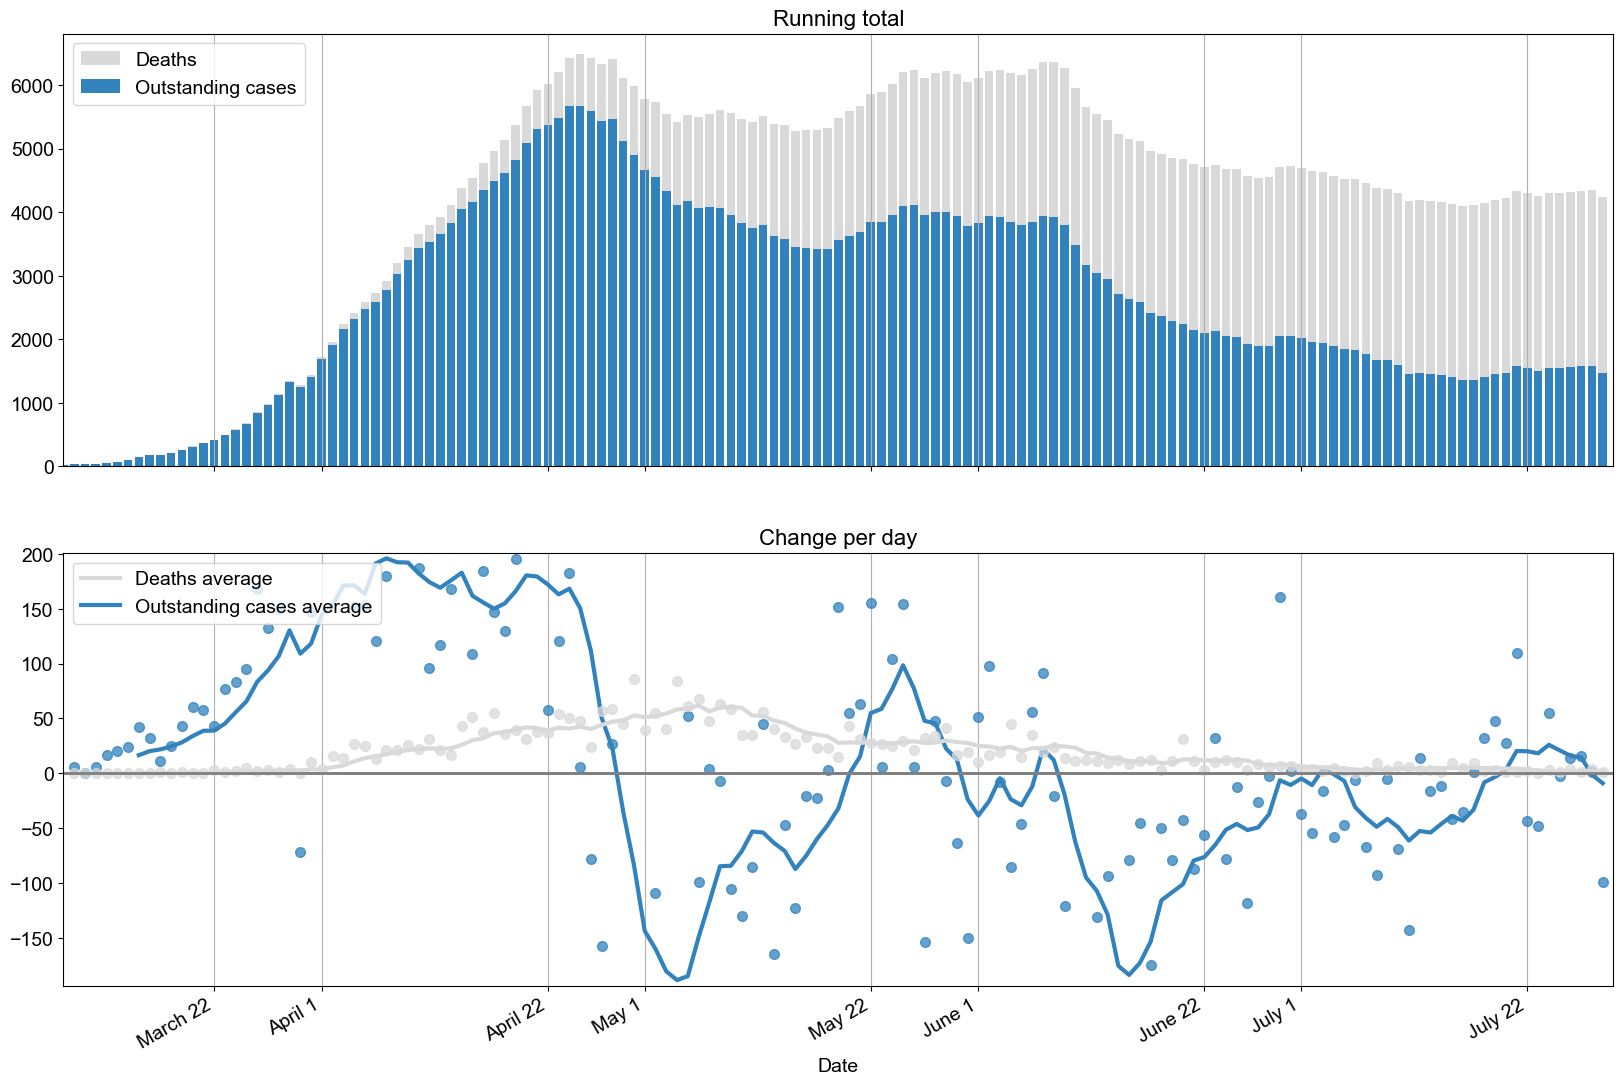 Running total
Deaths
Outstanding cases
6000
5000
4000
3000
2000
1000
0
Change per day
Deaths average
Outstanding cases average
200
150
100
50
0
−50
−100
−150
March 22
April 1
April 22
May 1
May 22
June 1
June 22
July 1
July 22
Date